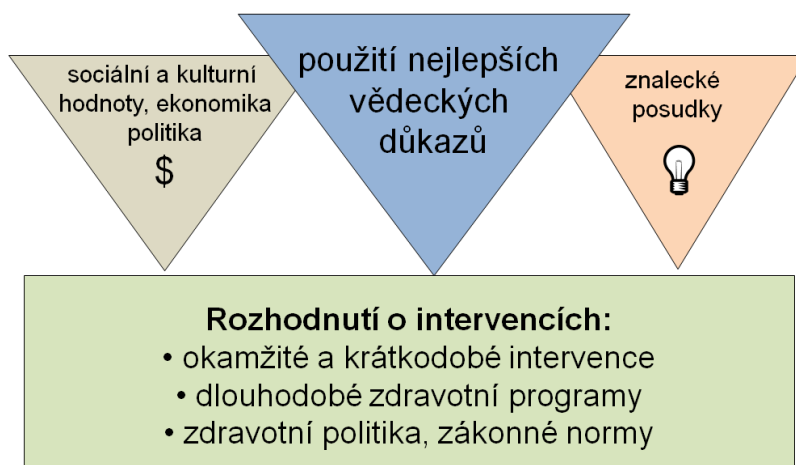 sociální a kulturní
hodnoty, ekonomika
politika
$
použití nejlepších
vědeckých
důkazů
znalecké
posudky
Rozhodnutí o intervencích:
• okamžité a krátkodobé intervence
• dlouhodobé zdravotní programy
• zdravotní politika, zákonné normy